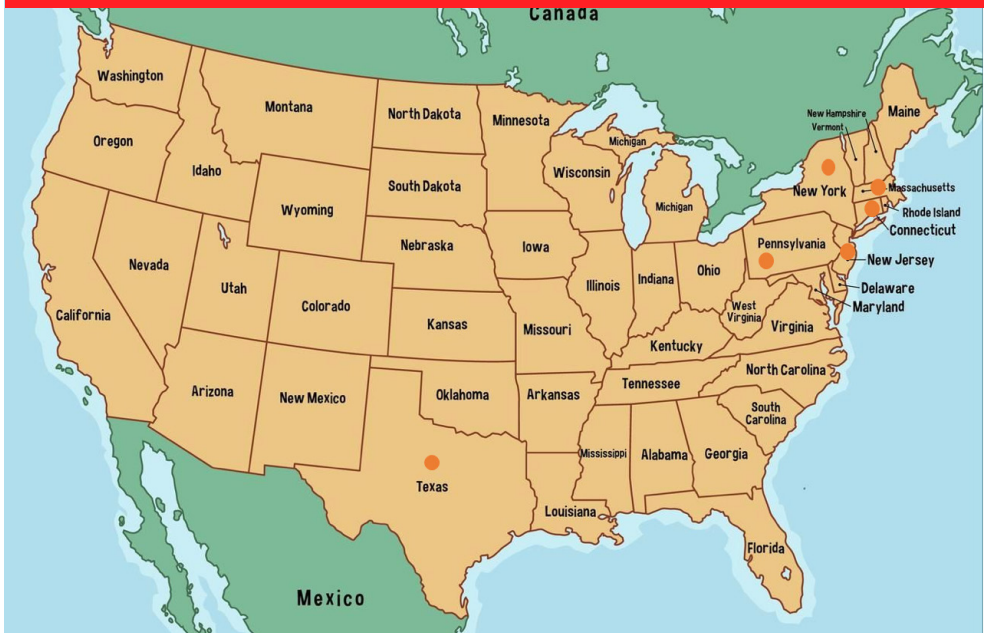 Canada
Washington
Montana
North Dakota
Minnesota
Michigan
New Hampshire
Vermont
Maine
Oregon
Idaho
South Dakota
Wisconsin
Michigan
New York
Massachusetts
Rhode Island
Connecticut
Wyoming
Nebraska
Iowa
Pennsylvania
New Jersey
Nevada
Utah
Colorado
Illinois
Indiana
Ohio
Delaware
Maryland
California
Kansas
Missouri
West
Virginia
Virginia
Kentucky
Arizona
New Mexico
Oklahoma
Arkansas
Tennessee
North Carolina
South
Carolina
Mississippi
Alabama
Georgia
Texas
Louisiana
Florida
Mexico